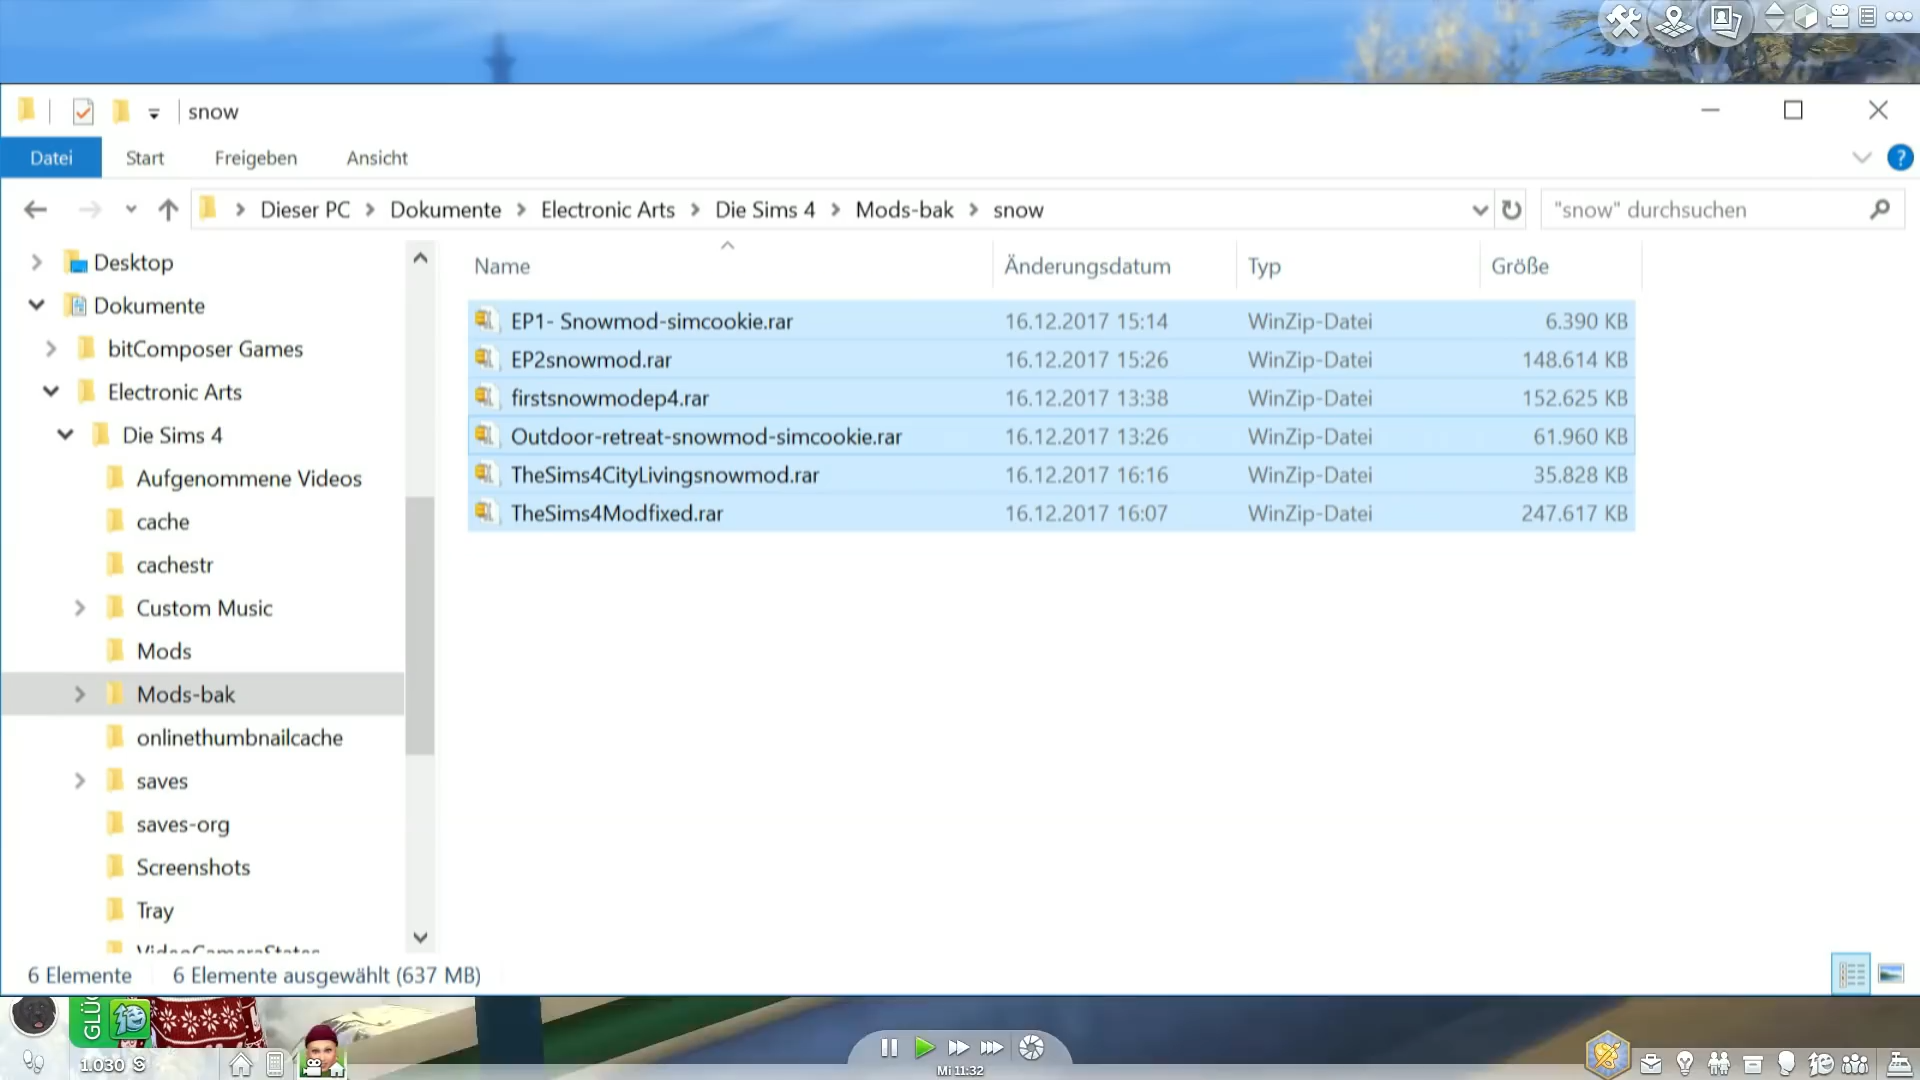 snow
Datei Start Freigeben Ansicht
Dieser PC Dokumente Electronic Arts Die Sims 4 Mods-bak snow "snow" durchsuchen
Name Änderungsdatum Typ Größe
EP1- Snowmod-simcookie.rar 16.12.2017 15:14 WinZip-Datei 6.390 KB
EP2snowmod.rar 16.12.2017 15:26 WinZip-Datei 148.614 KB
firstsnowmodep4.rar 16.12.2017 13:38 WinZip-Datei 152.625 KB
Outdoor-retreat-snowmod-simcookie.rar 16.12.2017 13:26 WinZip-Datei 61.960 KB
TheSims4CityLivingsnowmod.rar 16.12.2017 16:16 WinZip-Datei 35.828 KB
TheSims4Modfixed.rar 16.12.2017 16:07 WinZip-Datei 247.617 KB
Desktop
Dokumente
bitComposer Games
Electronic Arts
Die Sims 4
Aufgenommene Videos
cache
cachestr
Custom Music
Mods
Mods-bak
onlinethumbnailcache
saves
saves-org
Screenshots
Tray
6 Elemente 6 Elemente ausgewählt (637 MB)
1.030
Mi 11:32